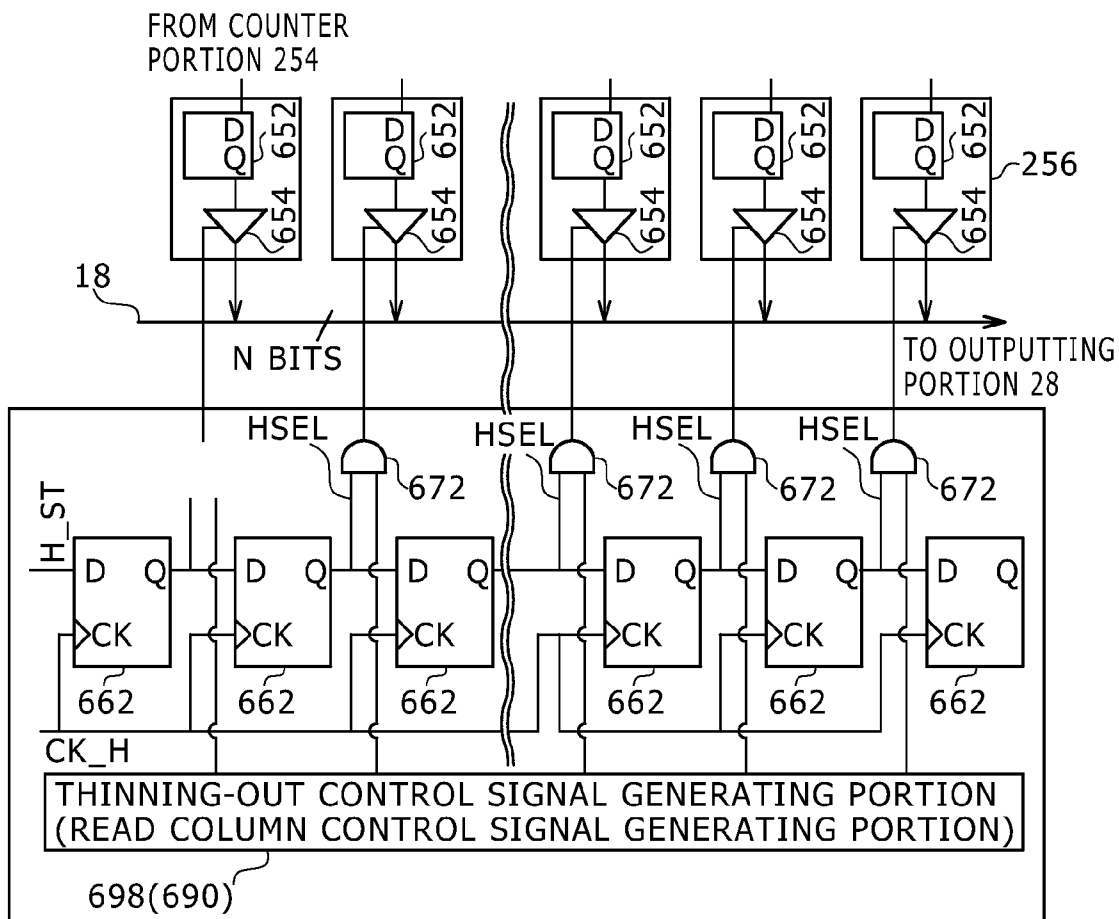 FROM COUNTER
PORTION 254
D
Q
652
654
D
Q
652
654
D
Q
652
654
D
Q
652
654
D
Q
652
654
256
18
N BITS
TO OUTPUTTING
PORTION 28
HSEL
672
HSEL
672
HSEL
672
HSEL
672
H_ST
D Q
CK
662
D Q
CK
662
D Q
CK
662
D Q
CK
662
D Q
CK
662
D Q
CK
662
CK_H
THINNING-OUT CONTROL SIGNAL GENERATING PORTION
(READ COLUMN CONTROL SIGNAL GENERATING PORTION)
698(690)